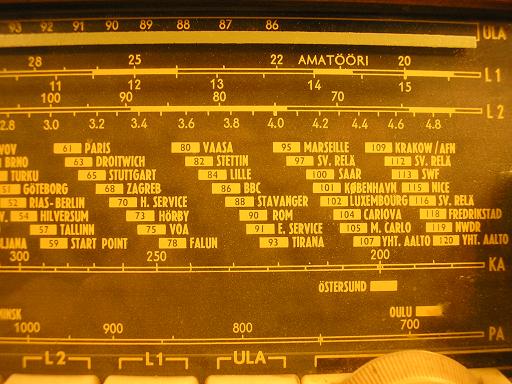 93 92 91 90 89 88 87 86 ULA
28 25 22 AMATÖÖRI 20
11 12 13 14 15 L1
100 90 80 70 L2
2.8 3.0 3.2 3.4 3.6 3.8 4.0 4.2 4.4 4.6 4.8
VOV 61 PARIS 80 VAASA 95 MARSEILLE 109 KRAKOW/AFN
BRNO 63 DROITWICH 82 STETTIN 97 SV. RELÄ 112 SV. RELÄ
TURKU 65 STUTTGART 84 LILLE 100 SAAR 113 SWF
51 GÖTEBORG 68 ZAGREB 86 BBC 101 KØBENHAVN 115 NICE
52 RIAS-BERLIN 70 H. SERVICE 88 STAVANGER 102 LUXEMBOURG 116 SV. RELÄ
V. 54 HILVERSUM 73 HÖRBY 90 ROM 104 CARIOVA 118 FREDRIKSTAD
57 TALLINN 75 VOA 91 E. SERVICE 105 M. CARLO 119 NWDR
LJANA 59 START POINT 78 FALUN 93 TIRANA 107 YHT. AALTO 120 YHT. AALTO
300 250 200 KA
ÖSTERSUND
OULU
MINSK
1000 900 800 700 PA
L2 L1 ULA